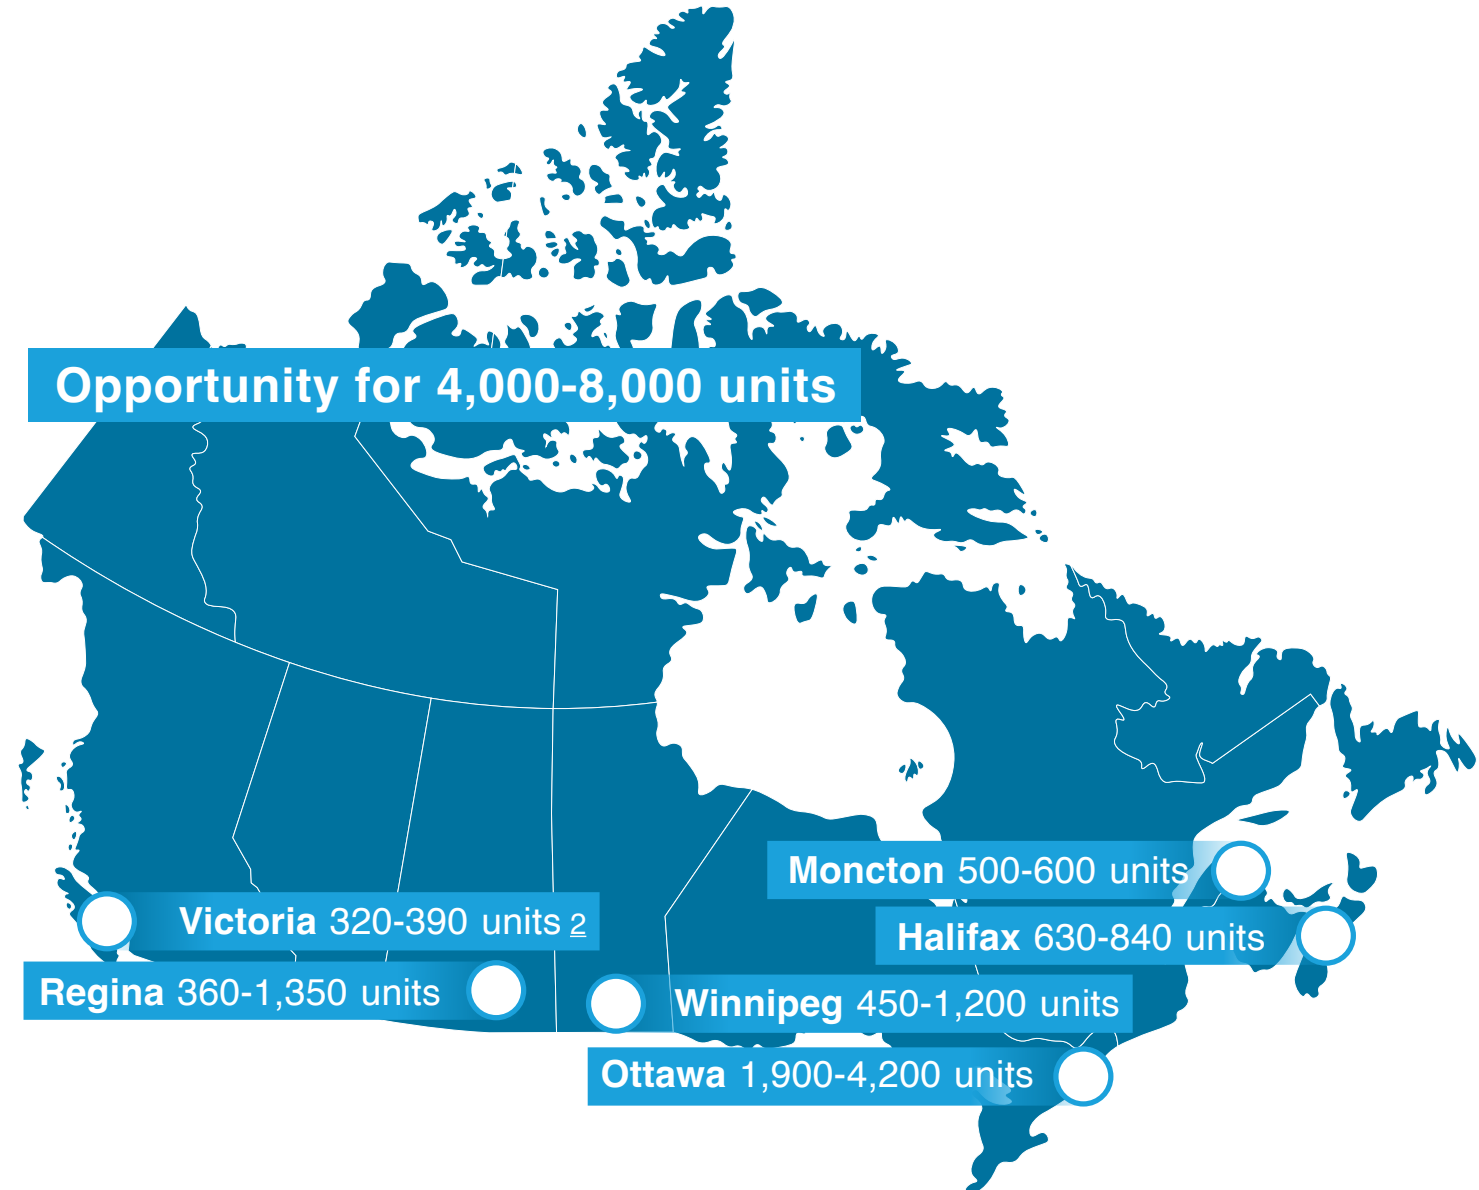 Opportunity for 4,000-8,000 units
Moncton 500-600 units
Victoria 320-390 units 2
Halifax 630-840 units
Regina 360-1,350 units
Winnipeg 450-1,200 units
Ottawa 1,900-4,200 units